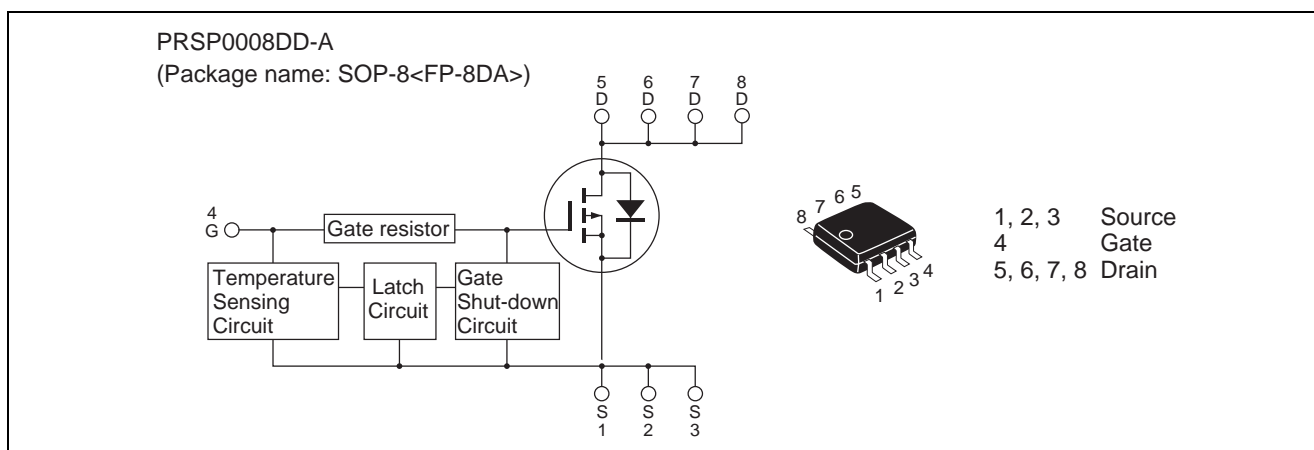 PRSP0008DD-A
(Package name: SOP-8<FP-8DA>)
5 6 7 8
D D D D
4
G
Gate resistor
Temperature
Sensing
Circuit
Latch
Circuit
Gate
Shut-down
Circuit
S S S
1 2 3
8 7 6 5
1 2 3 4
1, 2, 3 Source
4 Gate
5, 6, 7, 8 Drain